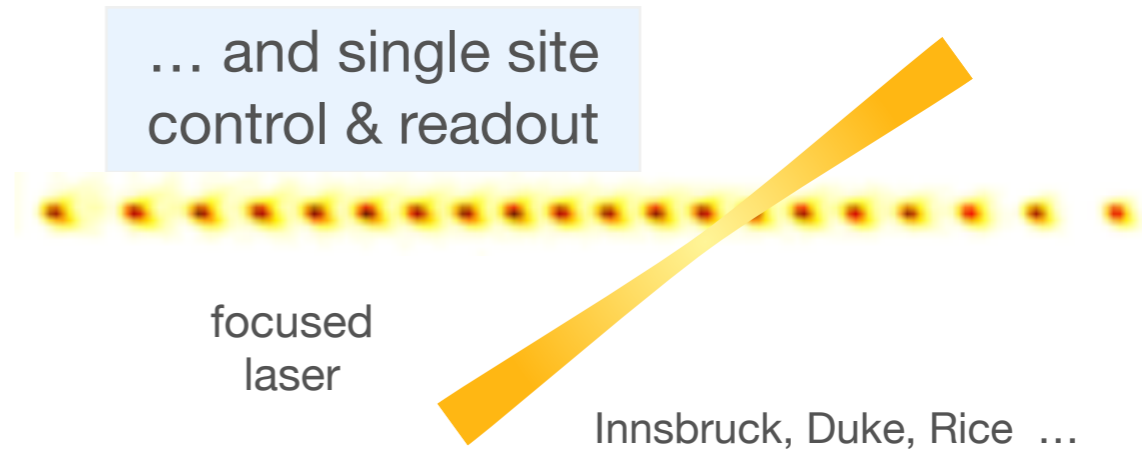 … and single site
control & readout
focused
laser
Innsbruck, Duke, Rice …